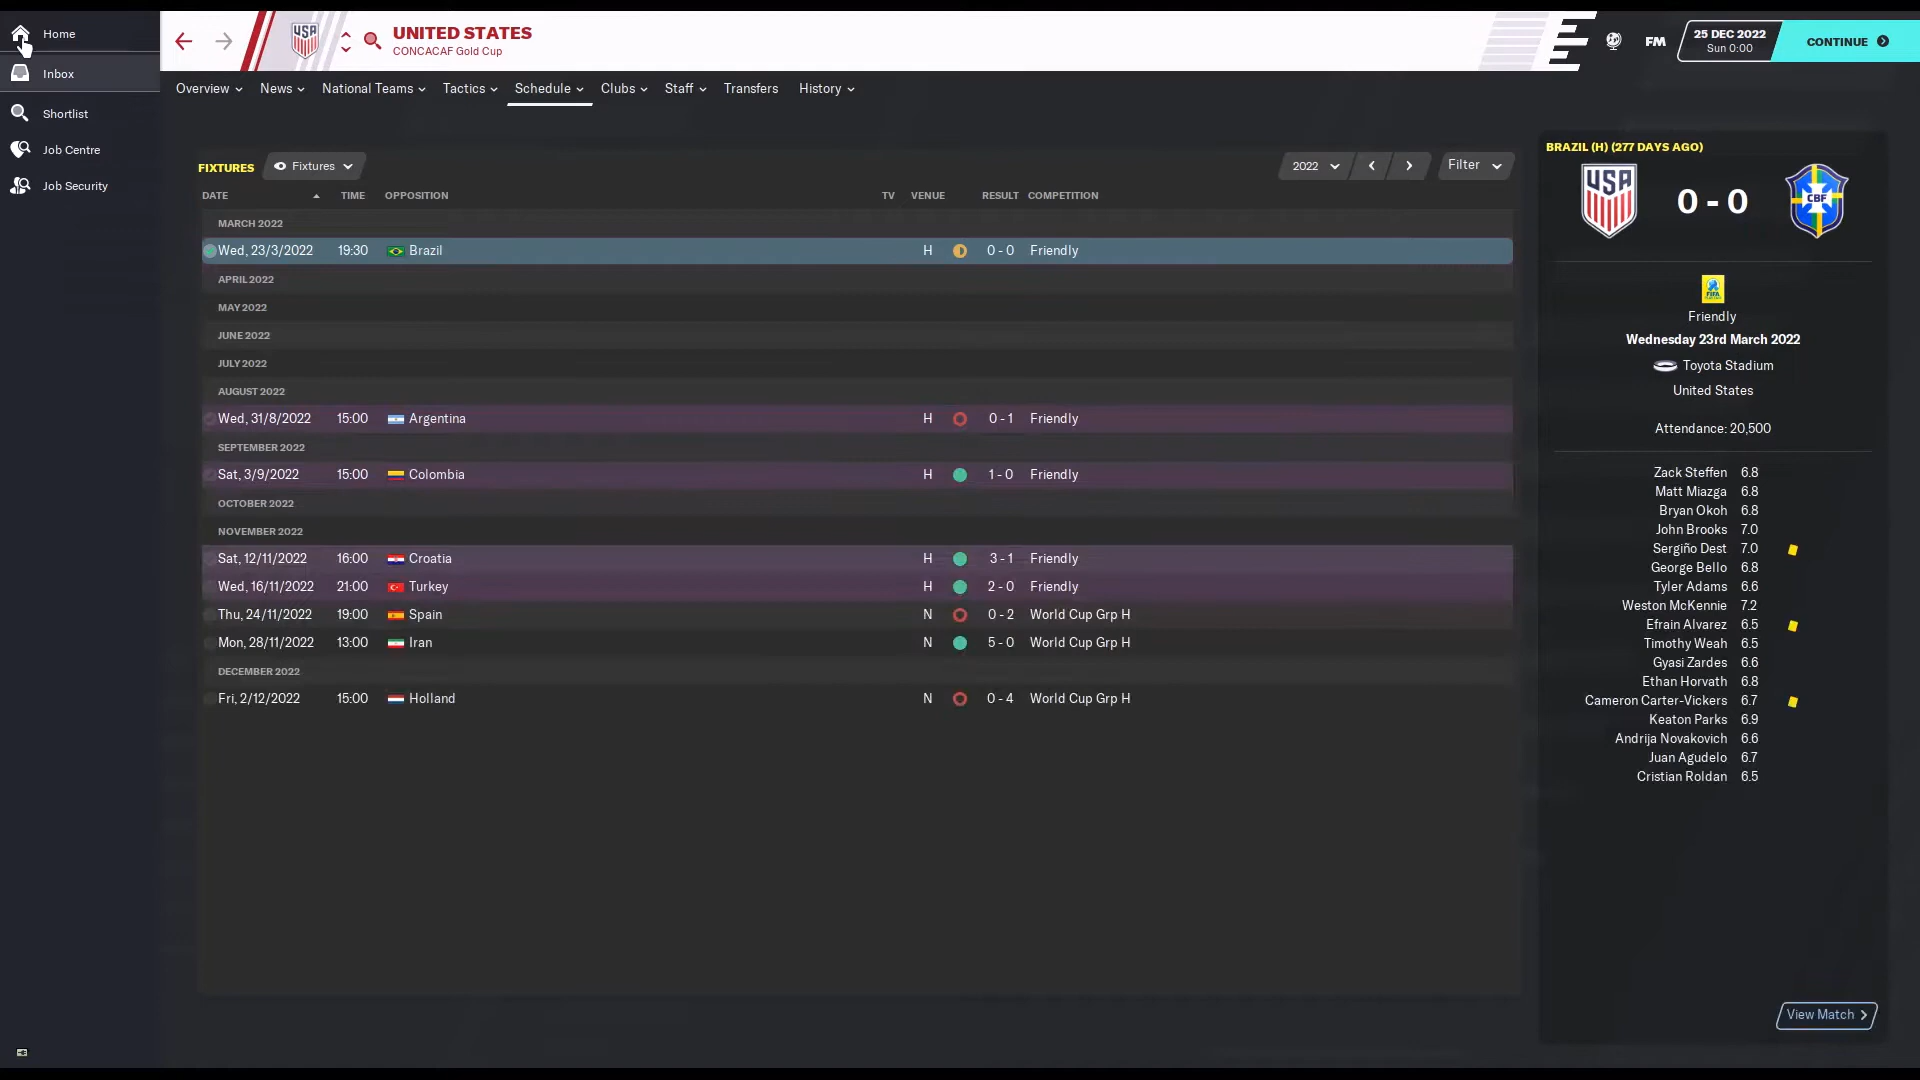 Home
Inbox
Shortlist
Job Centre
Job Security
USA
UNITED STATES
CONCACAF Gold Cup
FM
25 DEC 2022
Sun 0:00
CONTINUE
Overview News National Teams Tactics Schedule Clubs Staff Transfers History
FIXTURES Fixtures 2022 Filter
DATE TIME OPPOSITION TV VENUE RESULT COMPETITION
MARCH 2022
Wed, 23/3/2022 19:30 Brazil H 0 - 0 Friendly
APRIL 2022
MAY 2022
JUNE 2022
JULY 2022
AUGUST 2022
Wed, 31/8/2022 15:00 Argentina H 0 - 1 Friendly
SEPTEMBER 2022
Sat, 3/9/2022 15:00 Colombia H 1 - 0 Friendly
OCTOBER 2022
NOVEMBER 2022
Sat, 12/11/2022 16:00 Croatia H 3 - 1 Friendly
Wed, 16/11/2022 21:00 Turkey H 2 - 0 Friendly
Thu, 24/11/2022 19:00 Spain N 0 - 2 World Cup Grp H
Mon, 28/11/2022 13:00 Iran N 5 - 0 World Cup Grp H
DECEMBER 2022
Fri, 2/12/2022 15:00 Holland N 0 - 4 World Cup Grp H
BRAZIL (H) (277 DAYS AGO)
USA 0 - 0 CBF
FIFA
Friendly
Wednesday 23rd March 2022
Toyota Stadium
United States
Attendance: 20,500
Zack Steffen 6.8
Matt Miazga 6.8
Bryan Okoh 6.8
John Brooks 7.0
Sergiño Dest 7.0
George Bello 6.8
Tyler Adams 6.6
Weston McKennie 7.2
Efrain Alvarez 6.5
Timothy Weah 6.5
Gyasi Zardes 6.6
Ethan Horvath 6.8
Cameron Carter-Vickers 6.7
Keaton Parks 6.9
Andrija Novakovich 6.6
Juan Agudelo 6.7
Cristian Roldan 6.5
View Match